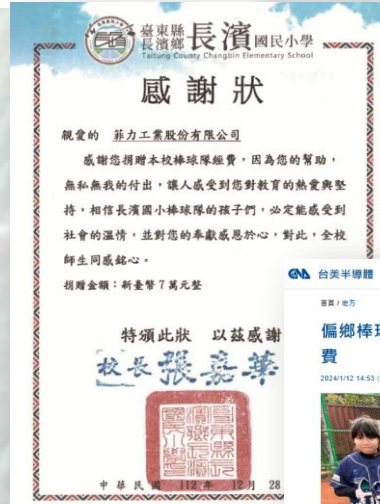 臺東縣
長濱鄉 長濱 國民小學
Taitung County Changbin Elementary School
感謝狀
親愛的 菲力工業股份有限公司
感謝您捐贈本校棒球隊經費,因為您的幫助,
無私無我的付出,讓人感受到您對教育的熱愛與堅
持,相信長濱國小棒球隊的孩子們,必定能感受到
社會的溫情,並對您的奉獻感恩於心,對此,全校
師生同感銘心。
捐贈金額:新臺幣7萬元整
特頒此狀 以茲感謝
校長 張嘉華
中華民國 112 年 12 月 28
CNA 台美半導體
首頁 / 地方
偏鄉棒球
費
2024/1/12 14:53